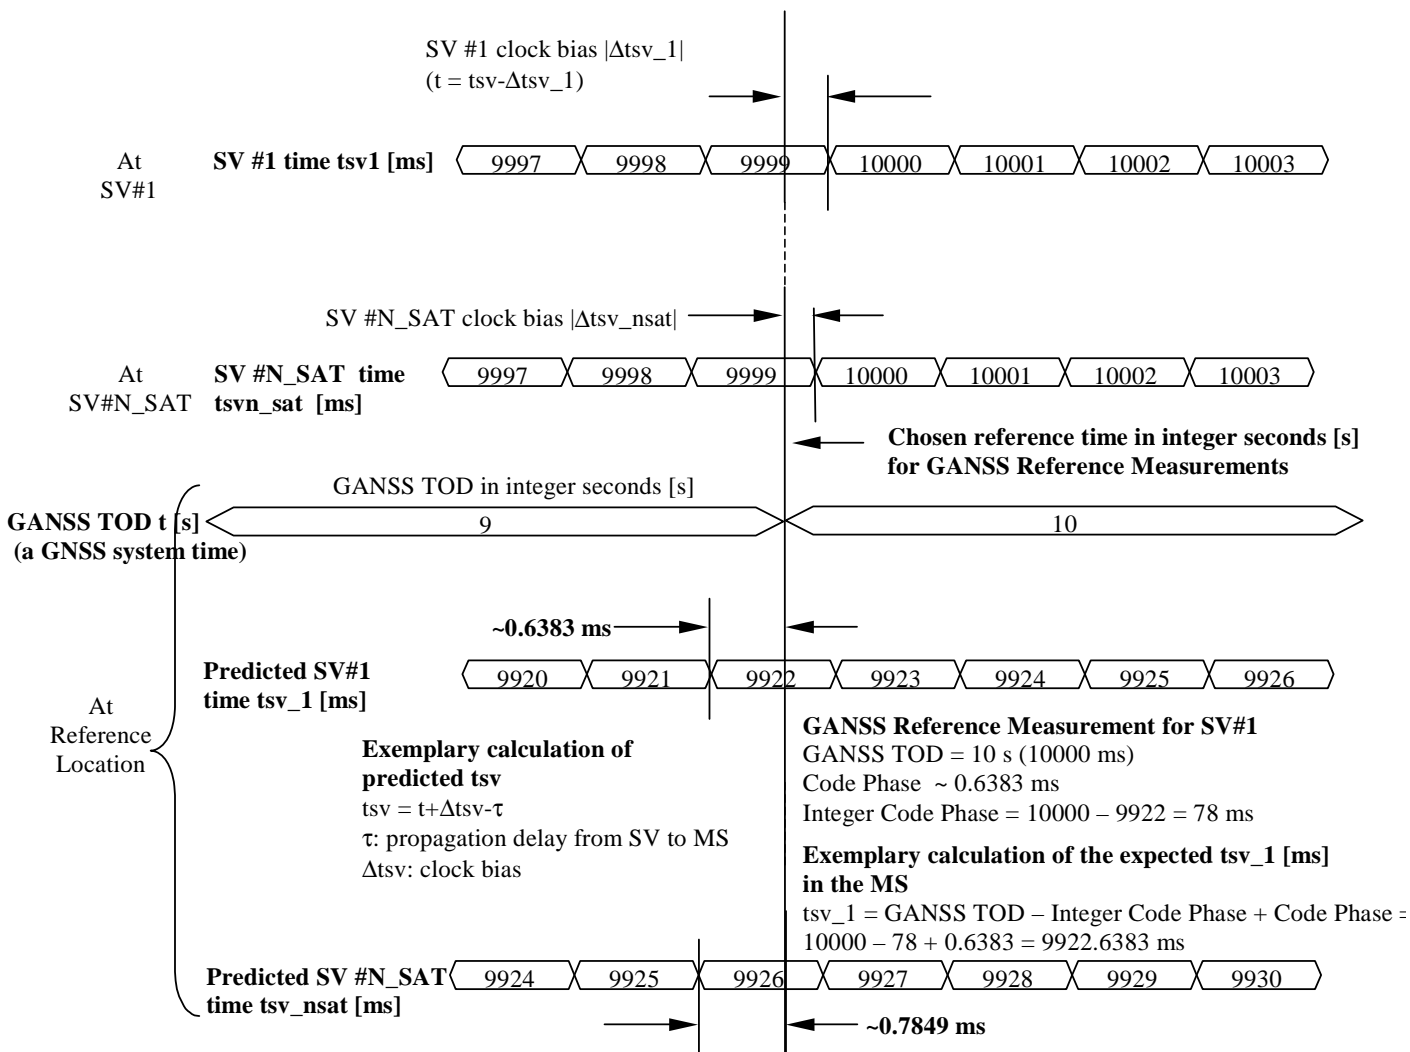 SV #1 clock bias |Δtsv_1|
(t = tsv-Δtsv_1)
At
SV#1
SV #1 time tsv1 [ms]
9997 9998 9999 10000 10001 10002 10003
SV #N_SAT clock bias |Δtsv_nsat|
At
SV#N_SAT
SV #N_SAT time
tsvn_sat [ms]
9997 9998 9999 10000 10001 10002 10003
Chosen reference time in integer seconds [s]
for GANSS Reference Measurements
GANSS TOD in integer seconds [s]
GANSS TOD t [s]
(a GNSS system time)
9 10
~0.6383 ms
Predicted SV#1
time tsv_1 [ms]
9920 9921 9922 9923 9924 9925 9926
At
Reference
Location
Exemplary calculation of
predicted tsv
tsv = t+Δtsv-τ
τ: propagation delay from SV to MS
Δtsv: clock bias
GANSS Reference Measurement for SV#1
GANSS TOD = 10 s (10000 ms)
Code Phase ~ 0.6383 ms
Integer Code Phase = 10000 – 9922 = 78 ms
Exemplary calculation of the expected tsv_1 [ms]
in the MS
tsv_1 = GANSS TOD – Integer Code Phase + Code Phase =
10000 – 78 + 0.6383 = 9922.6383 ms
Predicted SV #N_SAT
time tsv_nsat [ms]
9924 9925 9926 9927 9928 9929 9930
~0.7849 ms